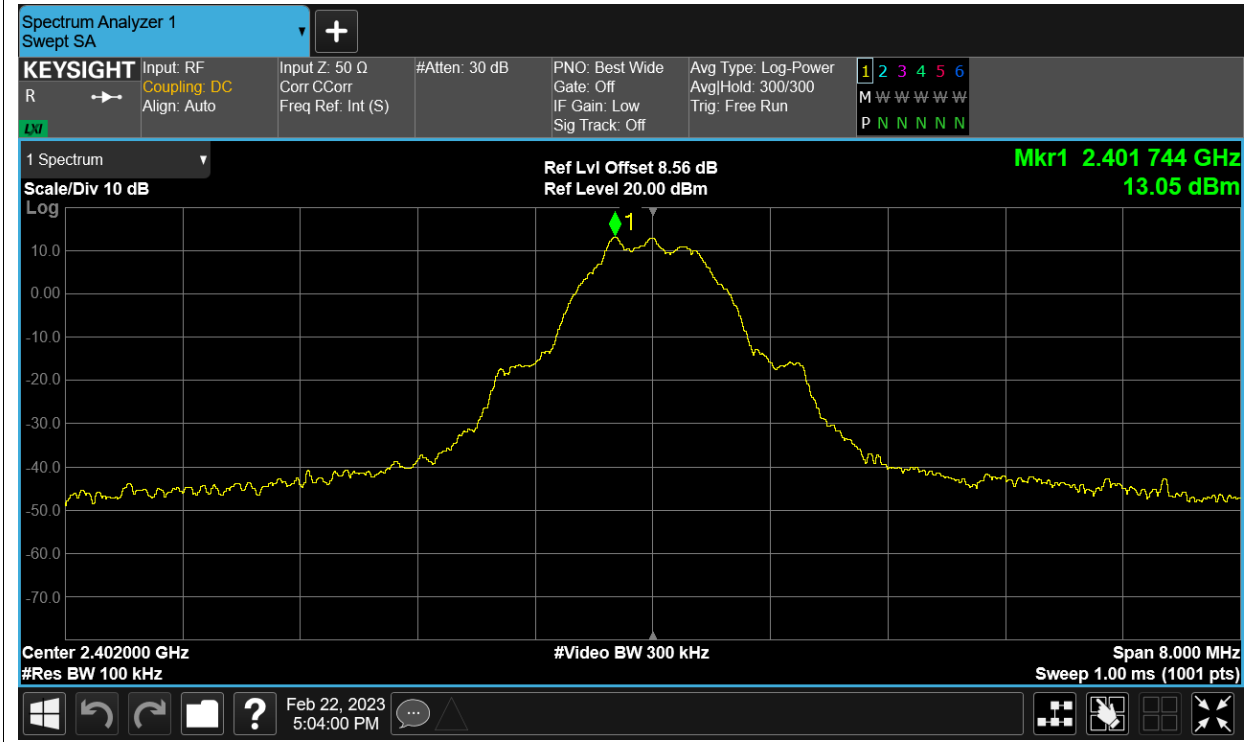 Spectrum Analyzer 1
Swept SA
+
KEYSIGHT
R
LXI
Input: RF
Coupling: DC
Align: Auto
Input Z: 50 Ω
Corr CCorr
Freq Ref: Int (S)
#Atten: 30 dB
PNO: Best Wide
Gate: Off
IF Gain: Low
Sig Track: Off
Avg Type: Log-Power
Avg|Hold: 300/300
Trig: Free Run
1 2 3 4 5 6
M W W W W W
P N N N N N
1 Spectrum
Scale/Div 10 dB
Log
Ref Lvl Offset 8.56 dB
Ref Level 20.00 dBm
Mkr1 2.401 744 GHz
13.05 dBm
1
10.0
0.00
-10.0
-20.0
-30.0
-40.0
-50.0
-60.0
-70.0
Center 2.402000 GHz
#Res BW 100 kHz
#Video BW 300 kHz
Span 8.000 MHz
Sweep 1.00 ms (1001 pts)
?
Feb 22, 2023
5:04:00 PM